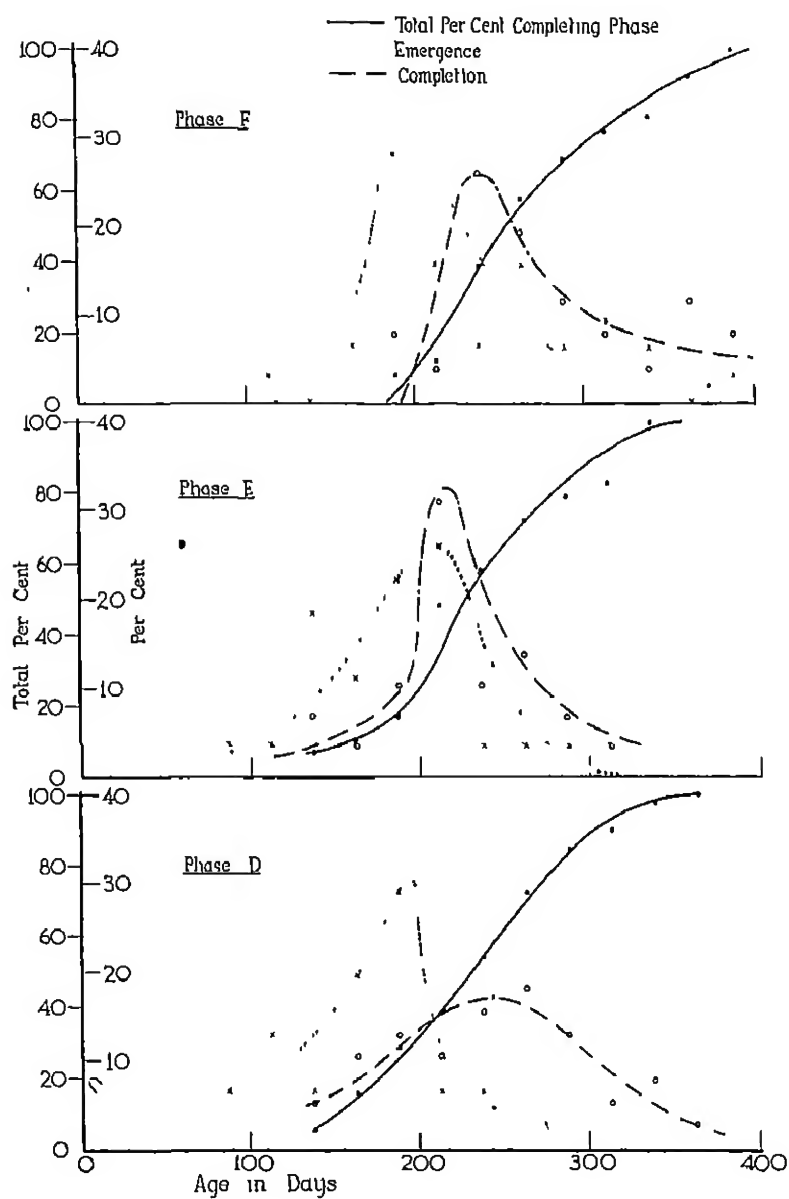 Total Per Cent Completing Phase
Emergence
Completion
Phase F
100 40
80
30
60
20
40
10
20
0
Phase E
100 40
80
30
60
20
40
10
20
0
Total Per Cent
Per Cent
Phase D
100 40
80
30
60
20
40
10
20
0
0 100 200 300 400
Age in Days